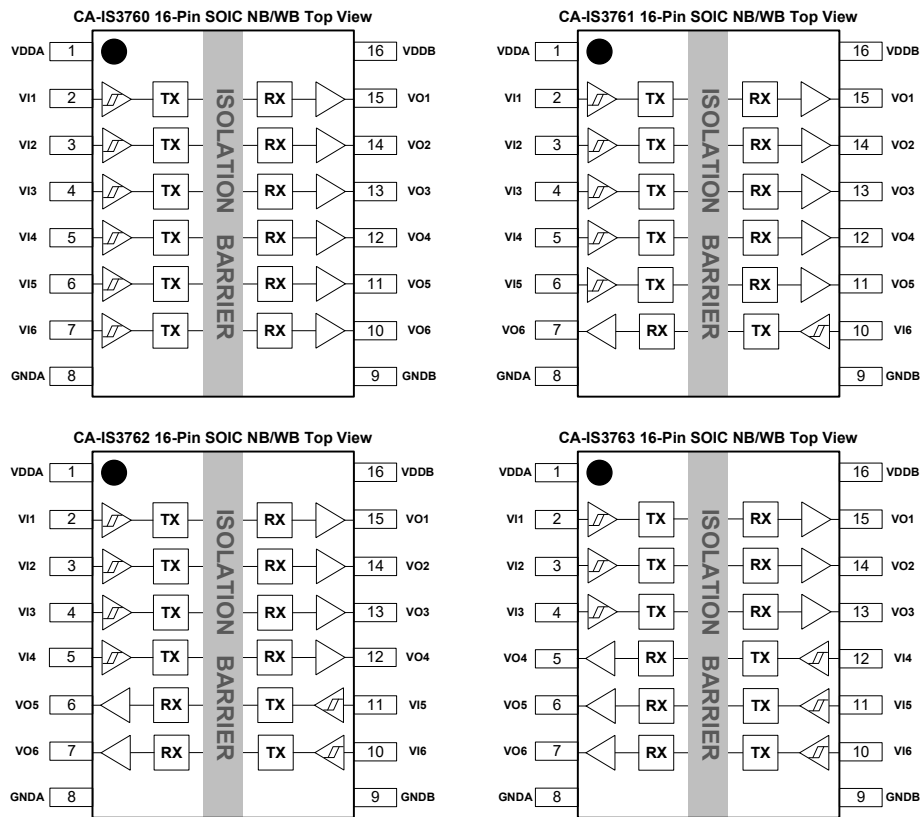 CA-IS3760 16-Pin SOIC NB/WB Top View
VDDA 1 16 VDDB
VI1 2 TX RX 15 VO1
VI2 3 TX RX 14 VO2
VI3 4 TX RX 13 VO3
VI4 5 TX RX 12 VO4
VI5 6 TX RX 11 VO5
VI6 7 TX RX 10 VO6
GNDA 8 9 GNDB
ISOLATION BARRIER
CA-IS3761 16-Pin SOIC NB/WB Top View
VDDA 1 16 VDDB
VI1 2 TX RX 15 VO1
VI2 3 TX RX 14 VO2
VI3 4 TX RX 13 VO3
VI4 5 TX RX 12 VO4
VI5 6 TX RX 11 VO5
VO6 7 RX TX 10 VI6
GNDA 8 9 GNDB
ISOLATION BARRIER
CA-IS3762 16-Pin SOIC NB/WB Top View
VDDA 1 16 VDDB
VI1 2 TX RX 15 VO1
VI2 3 TX RX 14 VO2
VI3 4 TX RX 13 VO3
VI4 5 TX RX 12 VO4
VO5 6 RX TX 11 VI5
VO6 7 RX TX 10 VI6
GNDA 8 9 GNDB
ISOLATION BARRIER
CA-IS3763 16-Pin SOIC NB/WB Top View
VDDA 1 16 VDDB
VI1 2 TX RX 15 VO1
VI2 3 TX RX 14 VO2
VI3 4 TX RX 13 VO3
VO4 5 RX TX 12 VI4
VO5 6 RX TX 11 VI5
VO6 7 RX TX 10 VI6
GNDA 8 9 GNDB
ISOLATION BARRIER